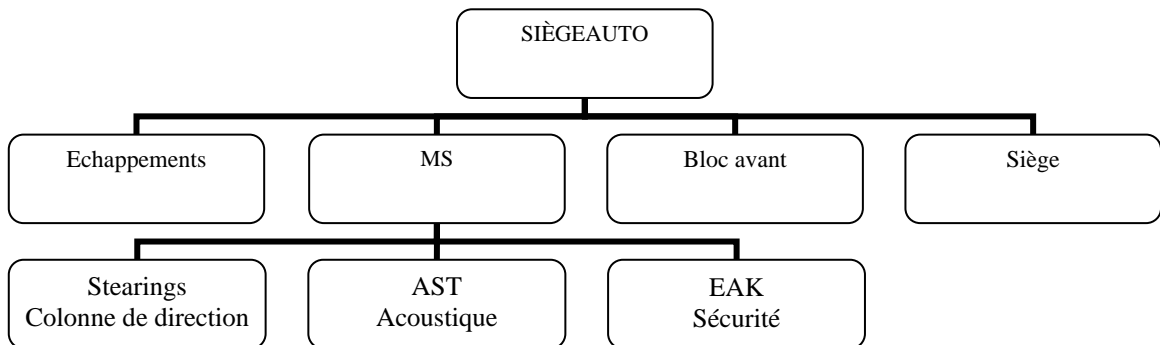 SIÈGEAUTO
Echappements
MS
Bloc avant
Siège
Stearings
Colonne de direction
AST
Acoustique
EAK
Sécurité